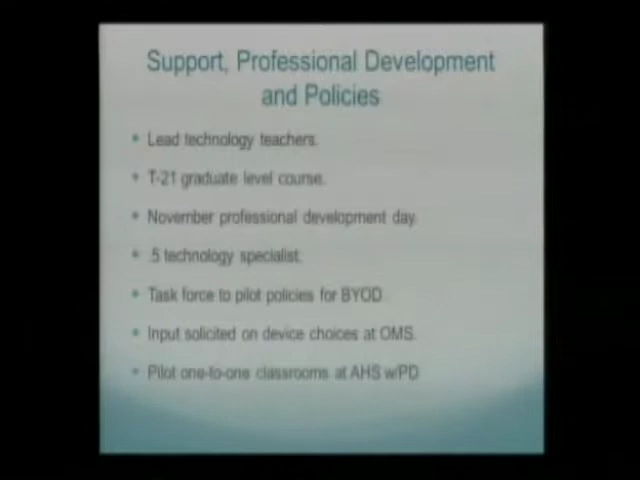 Support, Professional Development
and Policies
• Lead technology teachers.
• T-21 graduate level course.
• November professional development day
• .5 technology specialist.
• Task force to pilot policies for BYOD.
• Input solicited on device choices at OMS.
• Pilot one-to-one classrooms at AHS w/PD